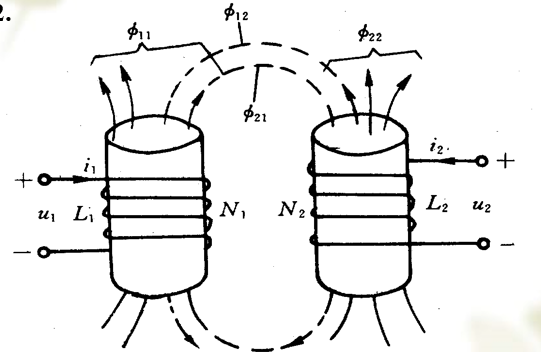 2.
ϕ₁₁
ϕ₁₂
ϕ₂₂
ϕ₂₁
+ i₁ i₂ +
u₁ L₁ N₁ N₂ L₂ u₂
− −